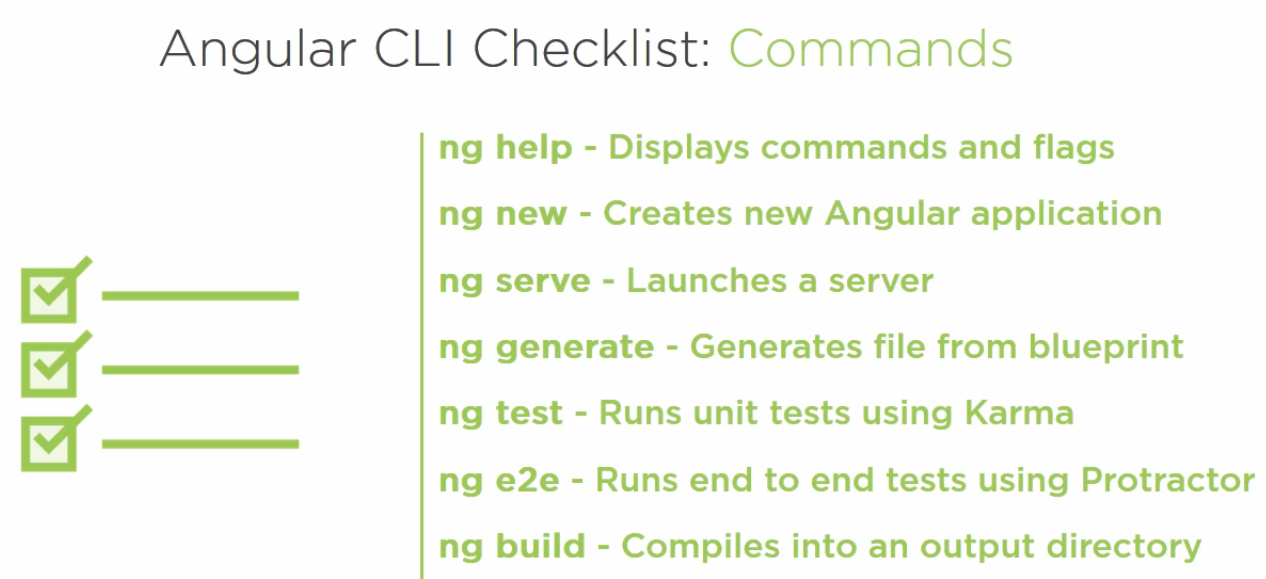 Angular CLI Checklist: Commands
ng help - Displays commands and flags
ng new - Creates new Angular application
ng serve - Launches a server
ng generate - Generates file from blueprint
ng test - Runs unit tests using Karma
ng e2e - Runs end to end tests using Protractor
ng build - Compiles into an output directory